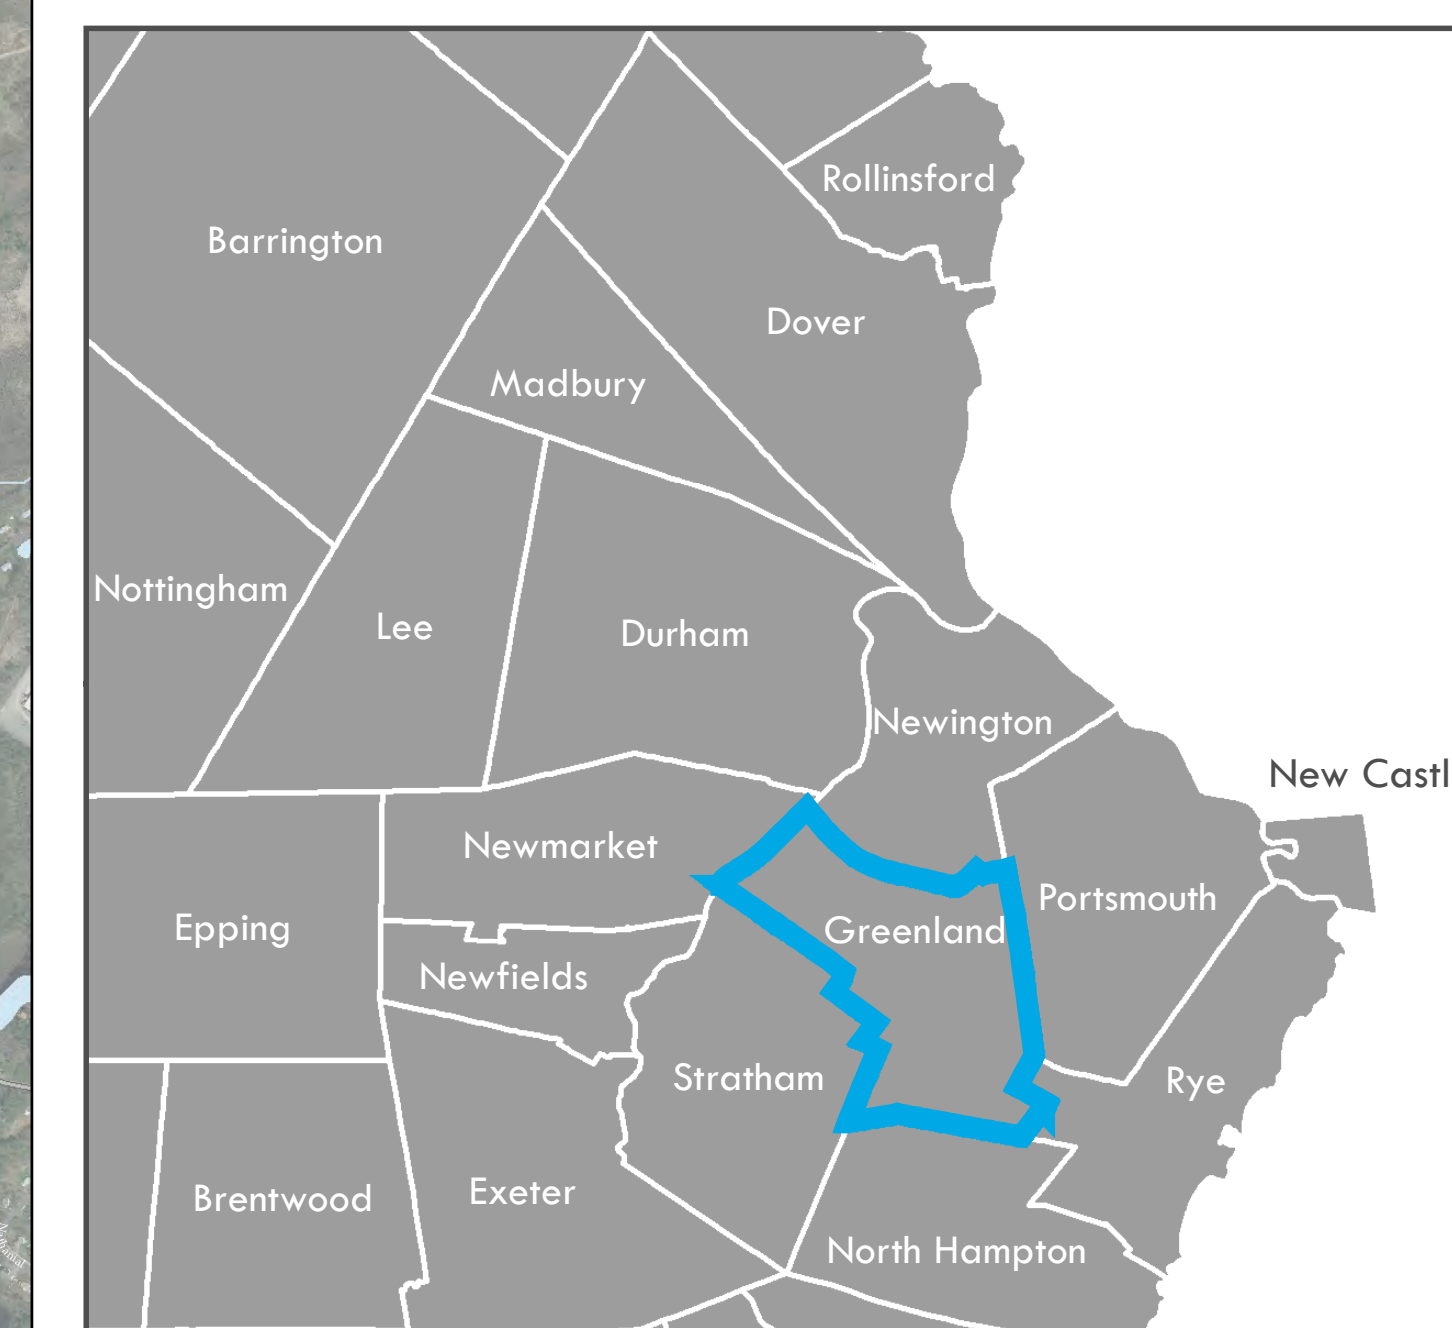 Rollinsford
Barrington
Dover
Madbury
Nottingham
Lee
Durham
Newington
New Castl
Newmarket
Portsmouth
Epping
Greenland
Newfields
Stratham
Rye
Brentwood
Exeter
North Hampton